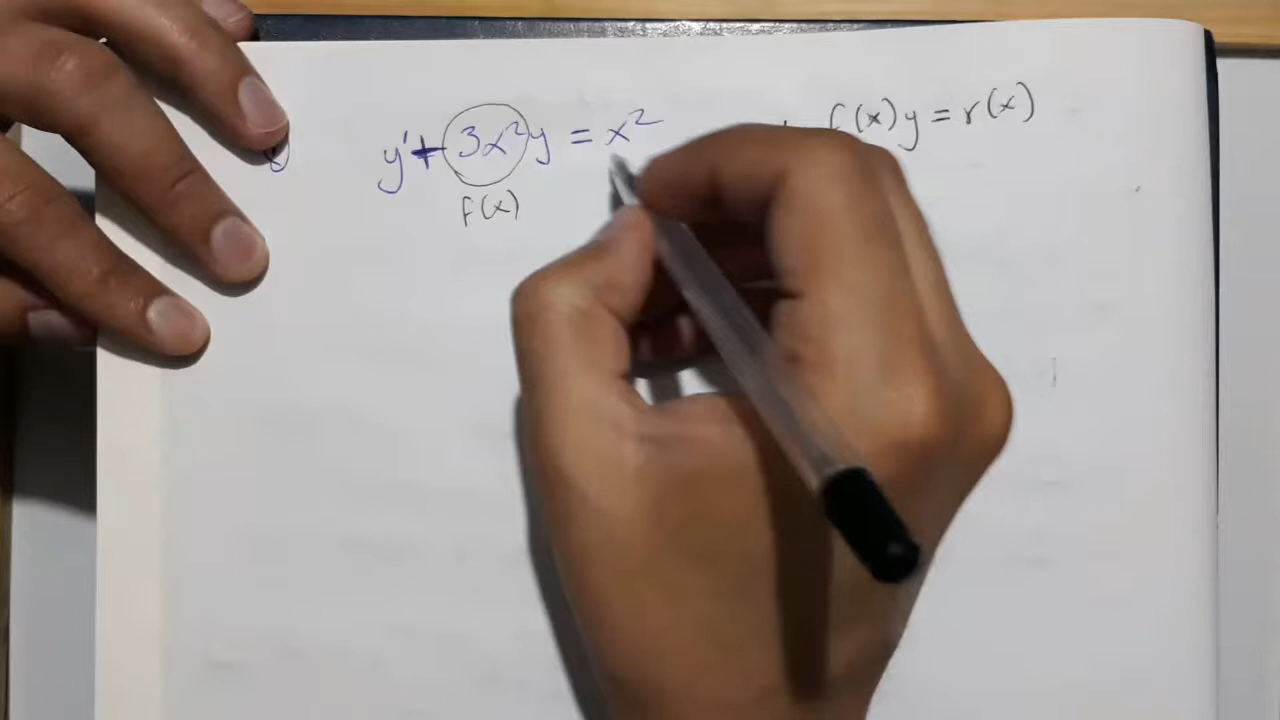 y' + 3x²y = x²
f(x)y = r(x)
f(x)